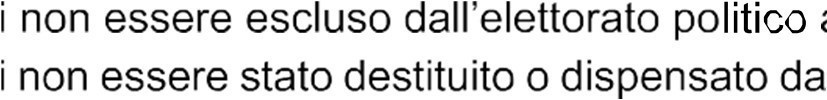 i non essere escluso dall’elettorato politico a
i non essere stato destituito o dispensato da